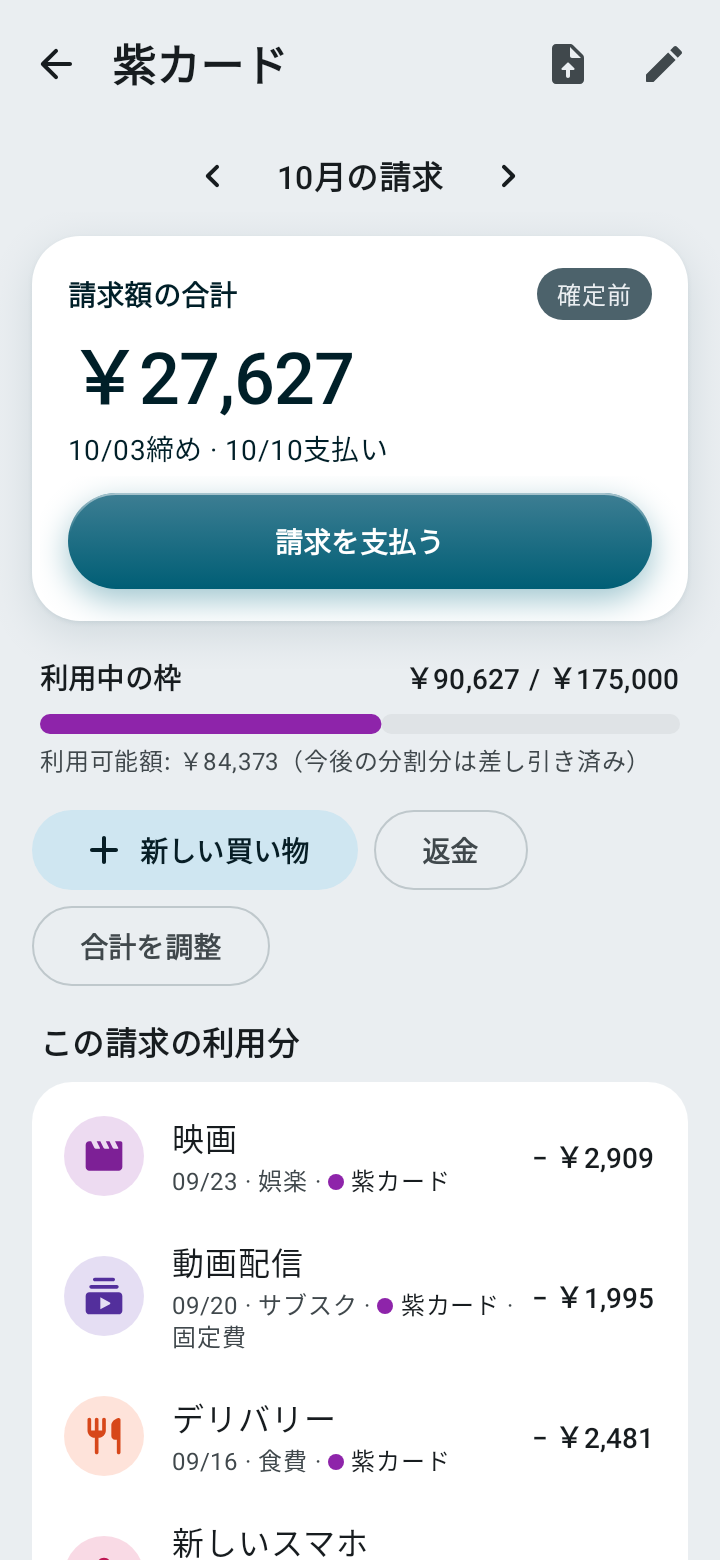 紫カード
10月の請求
請求額の合計
確定前
￥27,627
10/03締め · 10/10支払い
請求を支払う
利用中の枠
￥90,627 / ￥175,000
利用可能額: ￥84,373（今後の分割分は差し引き済み）
新しい買い物
返金
合計を調整
この請求の利用分
映画
09/23 · 娯楽 · 紫カード
- ￥2,909
動画配信
09/20 · サブスク · 紫カード ·
固定費
- ￥1,995
デリバリー
09/16 · 食費 · 紫カード
- ￥2,481
新しいスマホ